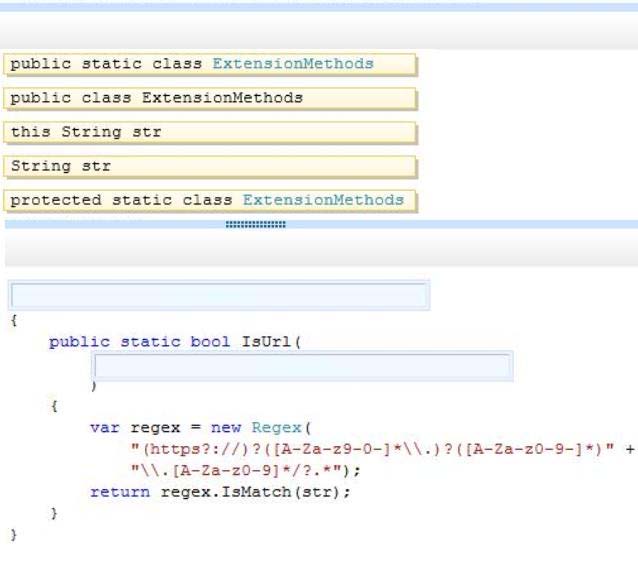 public static class ExtensionMethods
public class ExtensionMethods
this String str
String str
protected static class ExtensionMethods
{
public static bool IsUrl(
)
{
var regex = new Regex(
"(https?://)?([A-Za-z9-0-]*\\.)?([A-Za-z0-9-]*)" +
"\\.[A-Za-z0-9]*/?.*");
return regex.IsMatch(str);
}
}